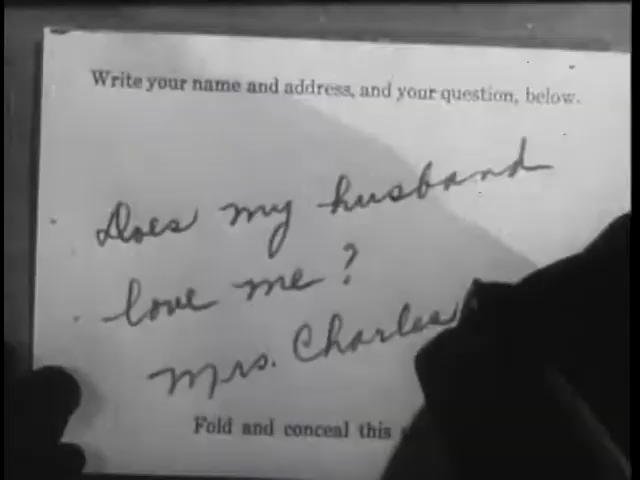 Write your name and address, and your question, below.
Does my husband
love me?
Mrs. Charles
Fold and conceal this